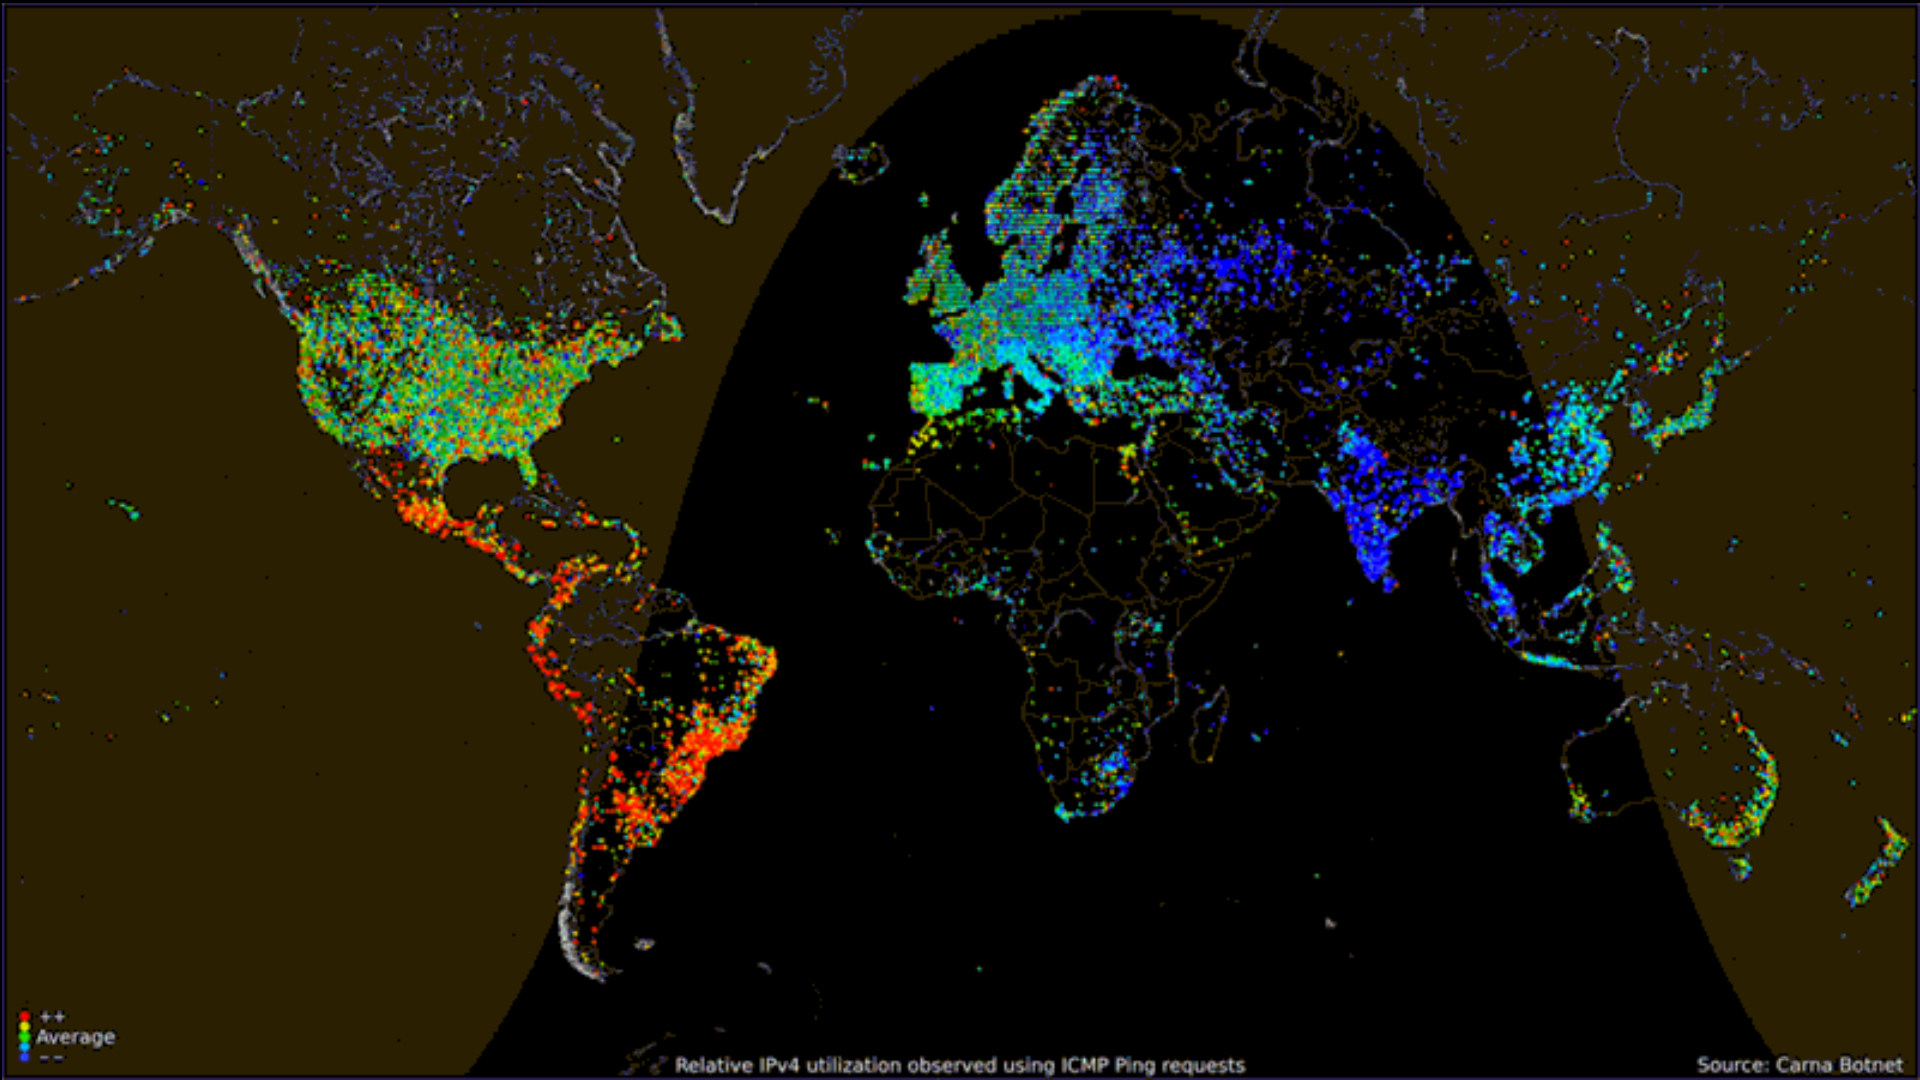 ++
Average
--
Relative IPv4 utilization observed using ICMP Ping requests
Source: Carna Botnet